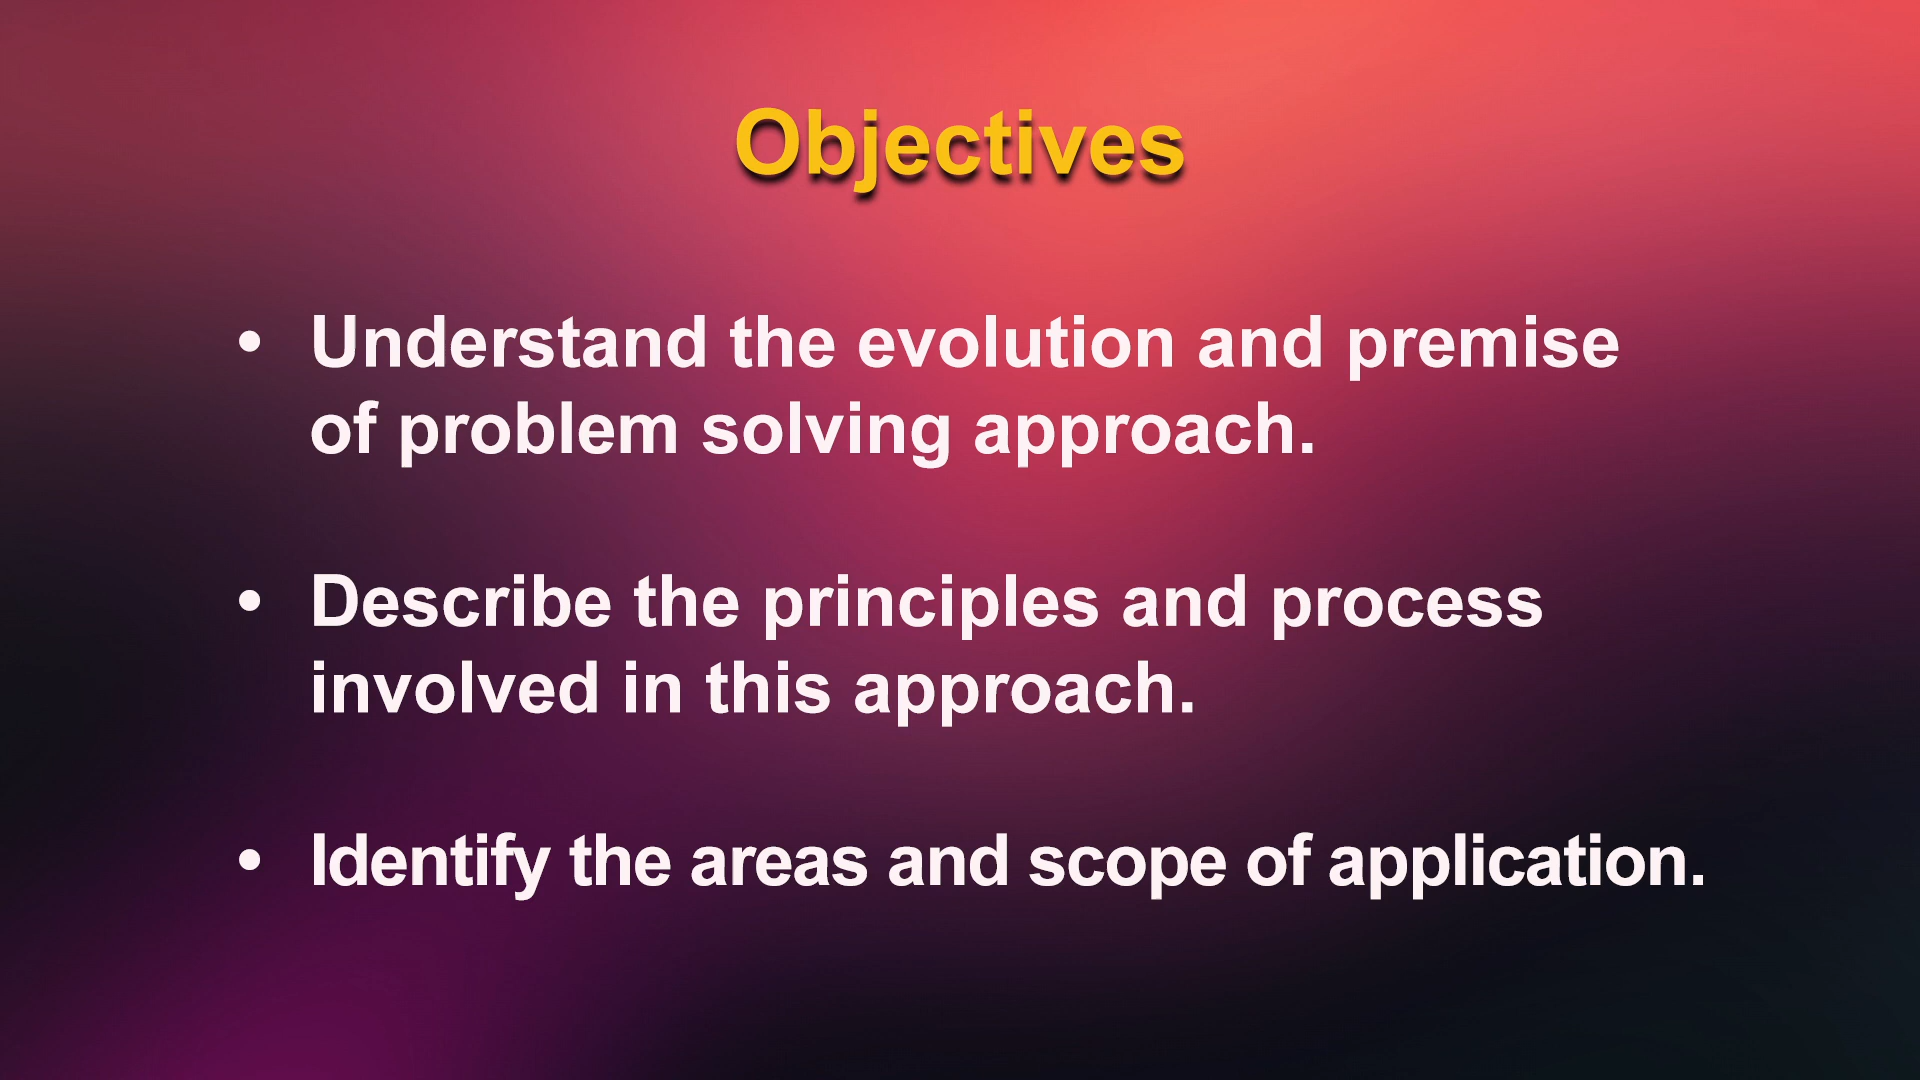 Objectives
• Understand the evolution and premise
of problem solving approach.
• Describe the principles and process
involved in this approach.
• Identify the areas and scope of application.